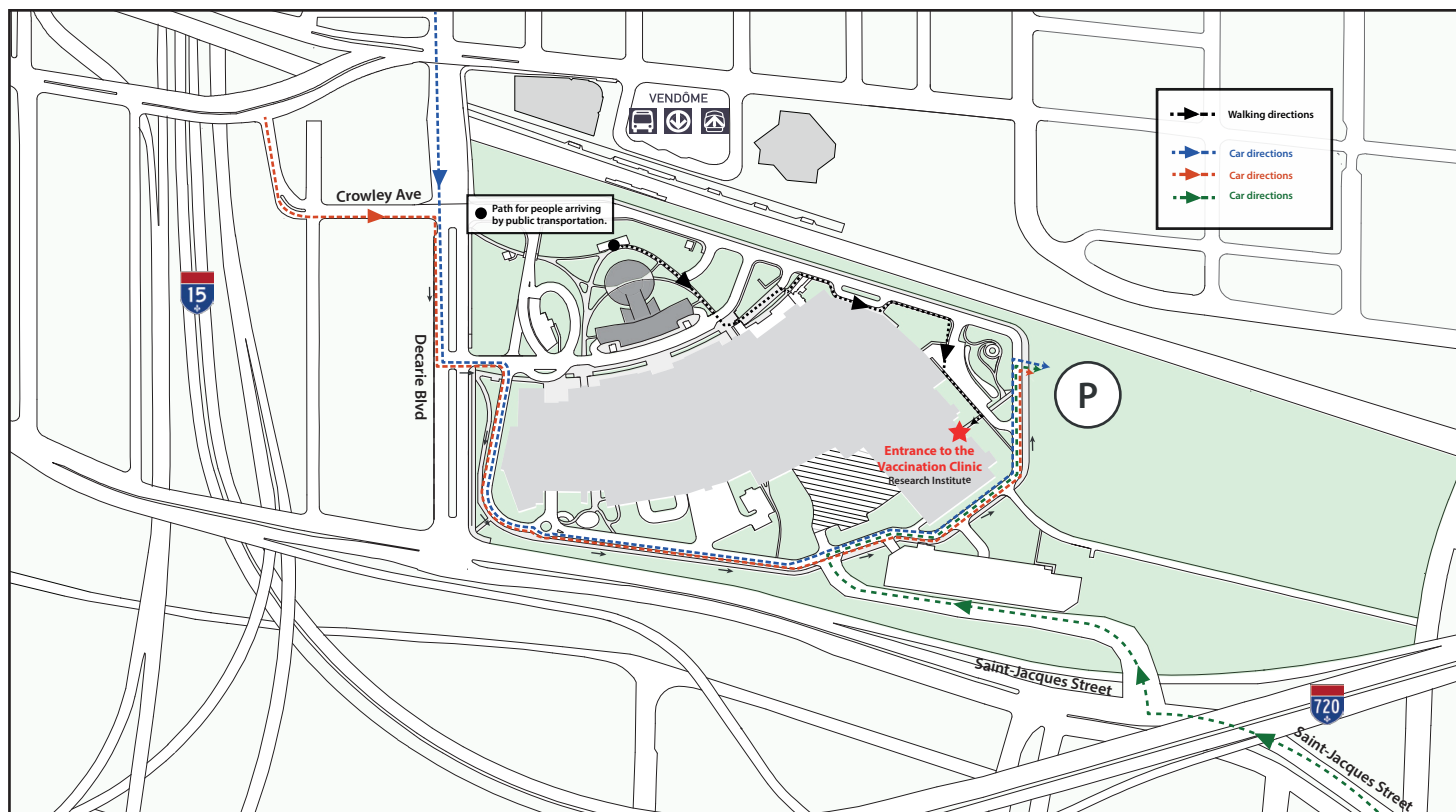 VENDÔME
Walking directions
Car directions
Car directions
Car directions
Crowley Ave
Path for people arriving
by public transportation.
15
Decarie Blvd
P
Entrance to the
Vaccination Clinic
Research Institute
Saint-Jacques Street
720
Saint-Jacques Street